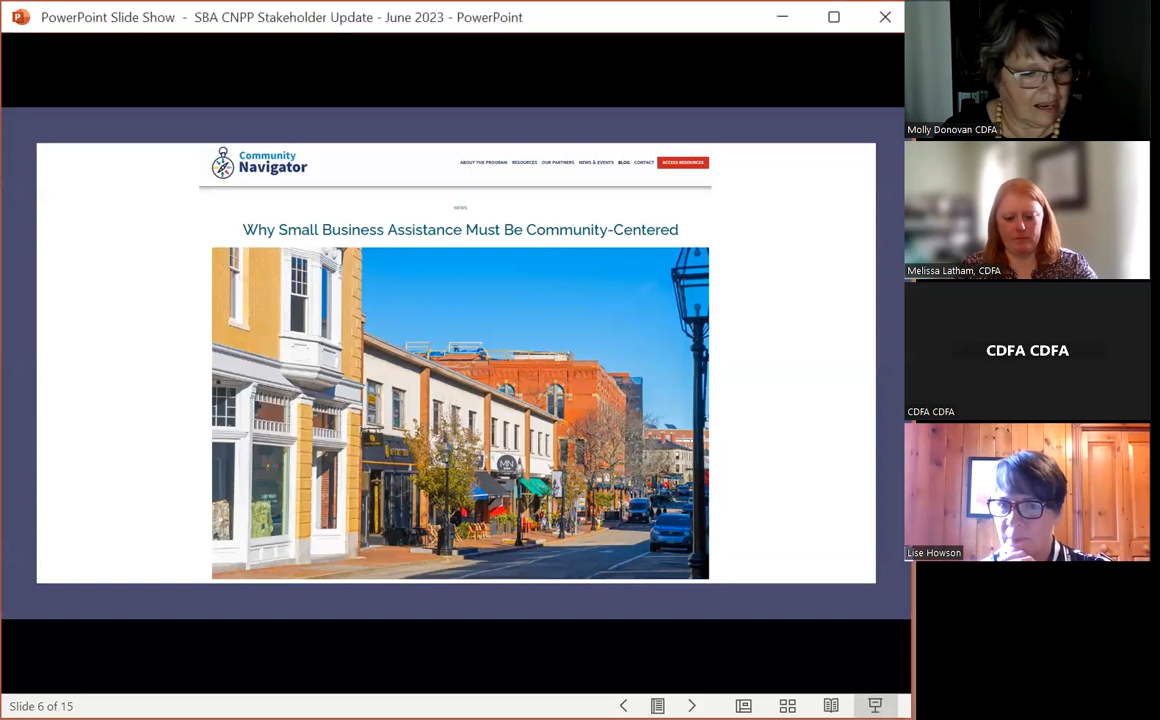 PowerPoint Slide Show - SBA CNPP Stakeholder Update - June 2023 - PowerPoint
Community
Navigator
ABOUT THE PROGRAM RESOURCES OUR PARTNERS NEWS & EVENTS BLOG CONTACT ACCESS RESOURCES
NEWS
Why Small Business Assistance Must Be Community-Centered
MN
Slide 6 of 15
Molly Donovan CDFA
Melissa Latham, CDFA
CDFA CDFA
CDFA CDFA
Lise Howson